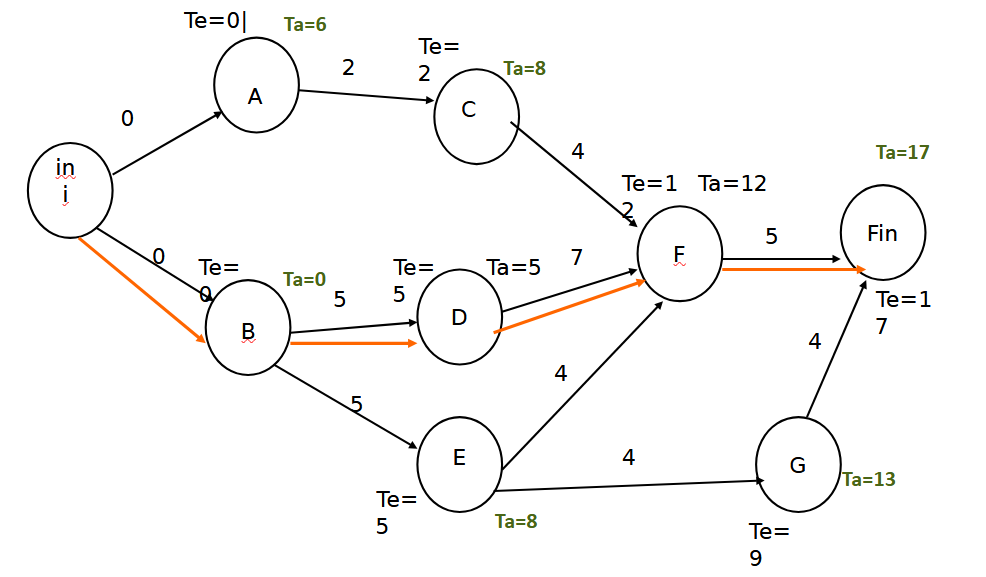 Te=0|
Ta=6
Te=
2
Ta=8
2
A
C
0
in
i
4
Ta=17
Te=1
2
Ta=12
F
5
Fin
0
Te=
0
Ta=0
B
5
Te=
5
Ta=5
D
7
Te=1
7
4
4
5
E
Te=
5
Ta=8
4
G
Ta=13
Te=
9